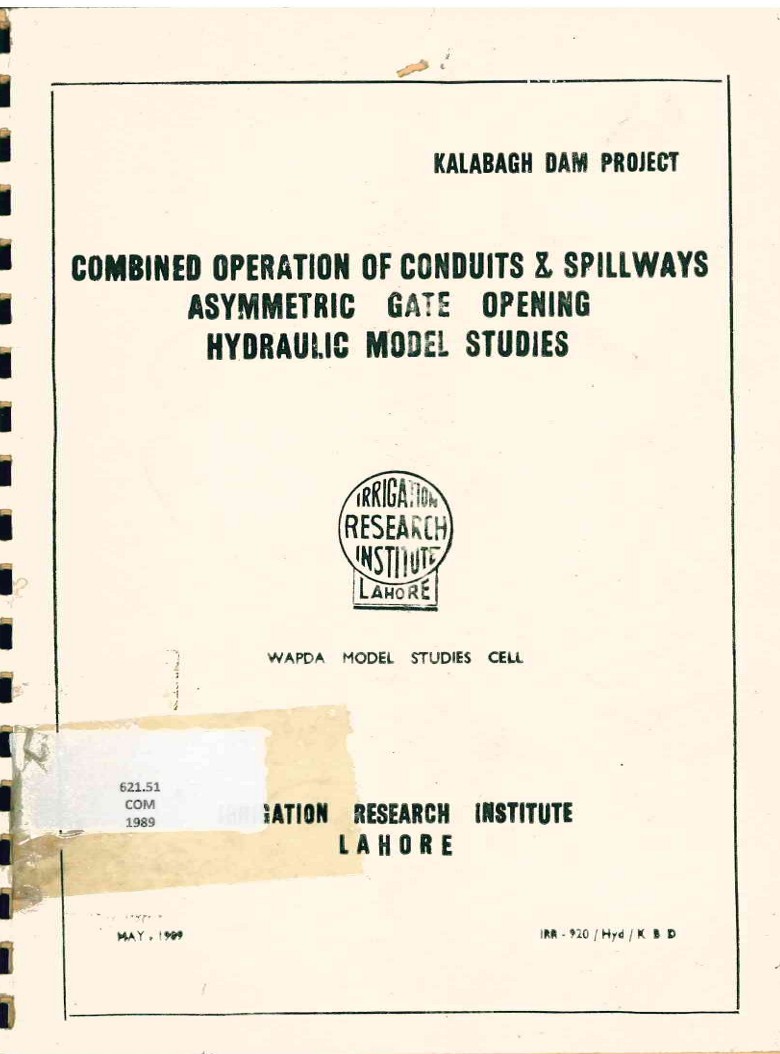 KALABAGH DAM PROJECT
COMBINED OPERATION OF CONDUITS & SPILLWAYS
ASYMMETRIC GATE OPENING
HYDRAULIC MODEL STUDIES
IRRIGATION
RESEARCH
INSTITUTE
LAHORE
WAPDA MODEL STUDIES CELL
621.51
COM
1989
IRRIGATION RESEARCH INSTITUTE
LAHORE
MAY, 1989
IRR - 920 / Hyd / K B D